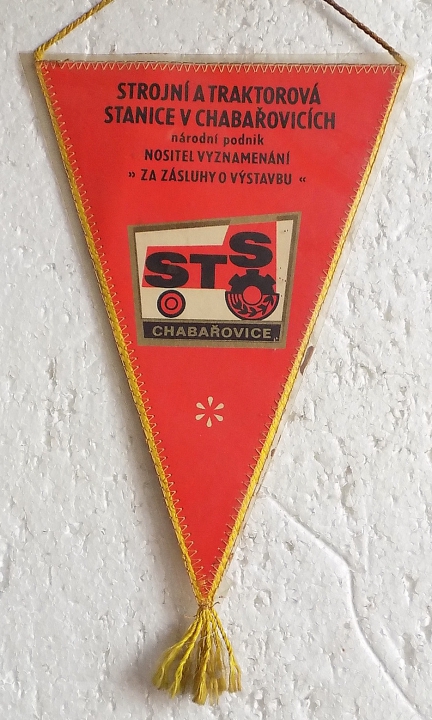 STROJNÍ A TRAKTOROVÁ
STANICE V CHABAŘOVICÍCH
národní podnik
NOSITEL VYZNAMENÁNÍ
» ZA ZÁSLUHY O VÝSTAVBU «
STS
CHABAŘOVICE